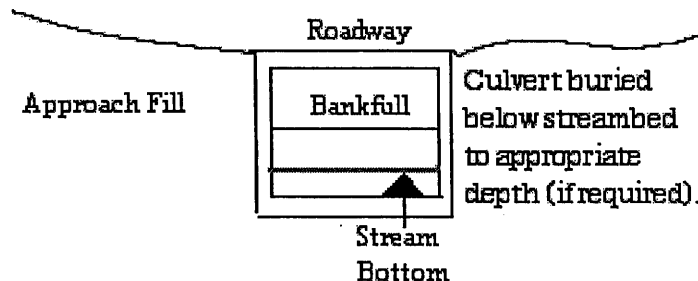 Roadway
Approach Fill
Bankfull
Culvert buried
below streambed
to appropriate
depth (if required).
Stream
Bottom